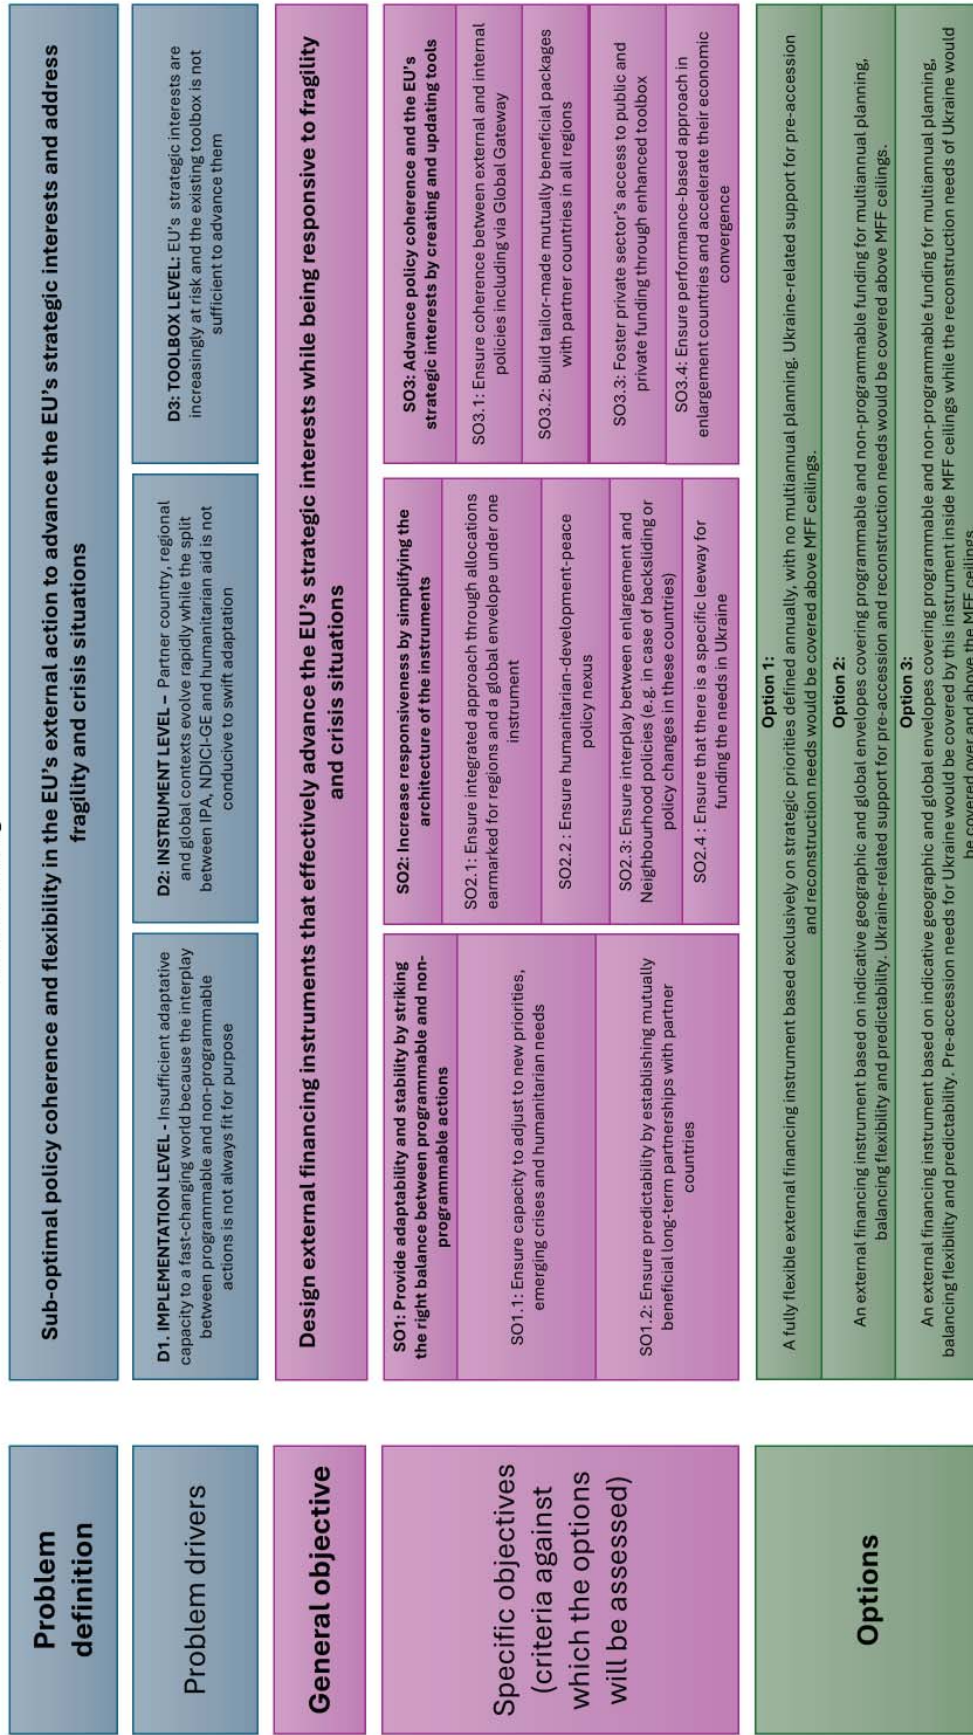 Problem
definition
Sub-optimal policy coherence and flexibility in the EU's external action to advance the EU's strategic interests and address
fragility and crisis situations
Problem drivers
D1. IMPLEMENTATION LEVEL - Insufficient adaptative
capacity to a fast-changing world because the interplay
between programmable and non-programmable
actions is not always fit for purpose
D2: INSTRUMENT LEVEL – Partner country, regional
and global contexts evolve rapidly while the split
between IPA, NDICI-GE and humanitarian aid is not
conducive to swift adaptation
D3: TOOLBOX LEVEL: EU's strategic interests are
increasingly at risk and the existing toolbox is not
sufficient to advance them
General objective
Design external financing instruments that effectively advance the EU's strategic interests while being responsive to fragility
and crisis situations
Specific objectives
(criteria against
which the options
will be assessed)
SO1: Provide adaptability and stability by striking
the right balance between programmable and non-
programmable actions
SO1.1: Ensure capacity to adjust to new priorities,
emerging crises and humanitarian needs
SO1.2: Ensure predictability by establishing mutually
beneficial long-term partnerships with partner
countries
SO2: Increase responsiveness by simplifying the
architecture of the instruments
SO2.1: Ensure integrated approach through allocations
earmarked for regions and a global envelope under one
instrument
SO2.2 : Ensure humanitarian-development-peace
policy nexus
SO2.3: Ensure interplay between enlargement and
Neighbourhood policies (e.g. in case of backsliding or
policy changes in these countries)
SO2.4 : Ensure that there is a specific leeway for
funding the needs in Ukraine
SO3: Advance policy coherence and the EU's
strategic interests by creating and updating tools
SO3.1: Ensure coherence between external and internal
policies including via Global Gateway
SO3.2: Build tailor-made mutually beneficial packages
with partner countries in all regions
SO3.3: Foster private sector's access to public and
private funding through enhanced toolbox
SO3.4: Ensure performance-based approach in
enlargement countries and accelerate their economic
convergence
Options
Option 1:
A fully flexible external financing instrument based exclusively on strategic priorities defined annually, with no multiannual planning. Ukraine-related support for pre-accession
and reconstruction needs would be covered above MFF ceilings.
Option 2:
An external financing instrument based on indicative geographic and global envelopes covering programmable and non-programmable funding for multiannual planning,
balancing flexibility and predictability. Ukraine-related support for pre-accession and reconstruction needs would be covered above MFF ceilings.
Option 3:
An external financing instrument based on indicative geographic and global envelopes covering programmable and non-programmable funding for multiannual planning,
balancing flexibility and predictability. Pre-accession needs for Ukraine would be covered by this instrument inside MFF ceilings while the reconstruction needs of Ukraine would
be covered over and above the MFF ceilings